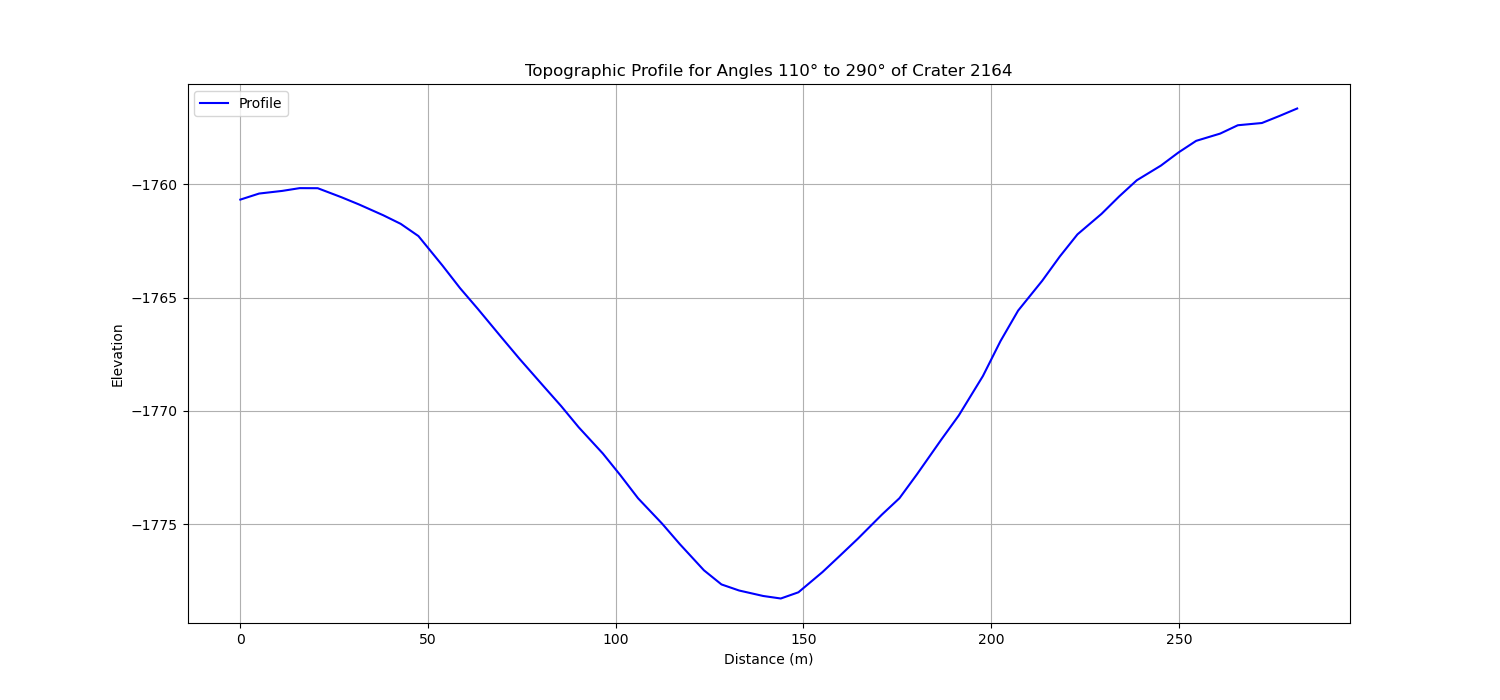 Topographic Profile for Angles 110° to 290° of Crater 2164
Profile
−1760
−1765
−1770
−1775
Elevation
0 50 100 150 200 250
Distance (m)